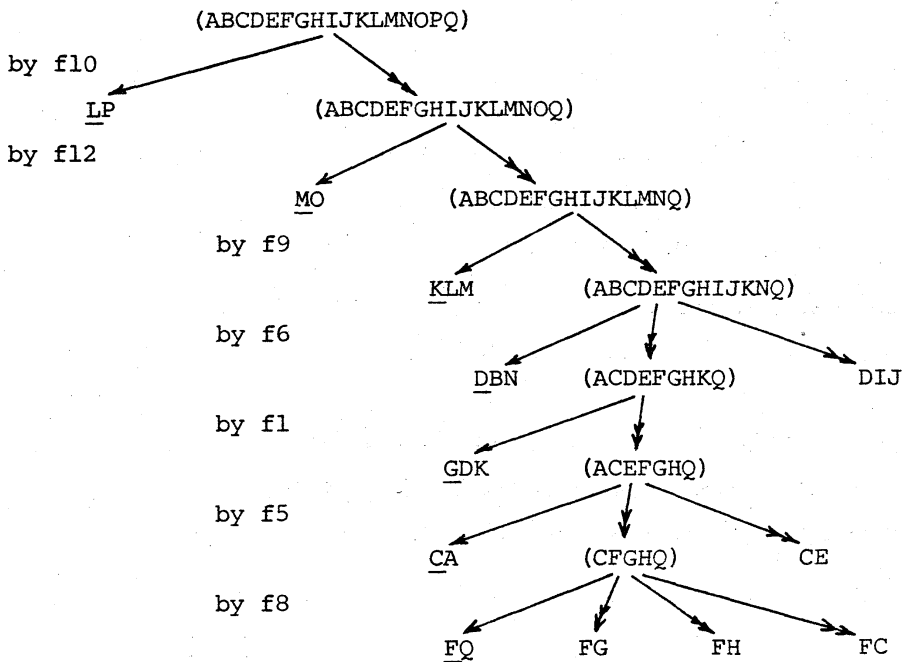 (ABCDEFGHIJKLMNOPQ)
by f10
LP (ABCDEFGHIJKLMNOQ)
by f12
MO (ABCDEFGHIJKLMNQ)
by f9
KLM (ABCDEFGHIJKNQ)
by f6
DBN (ACDEFGHKQ) DIJ
by f1
GDK (ACEFGHQ)
by f5
CA (CFGHQ) CE
by f8
FQ FG FH FC